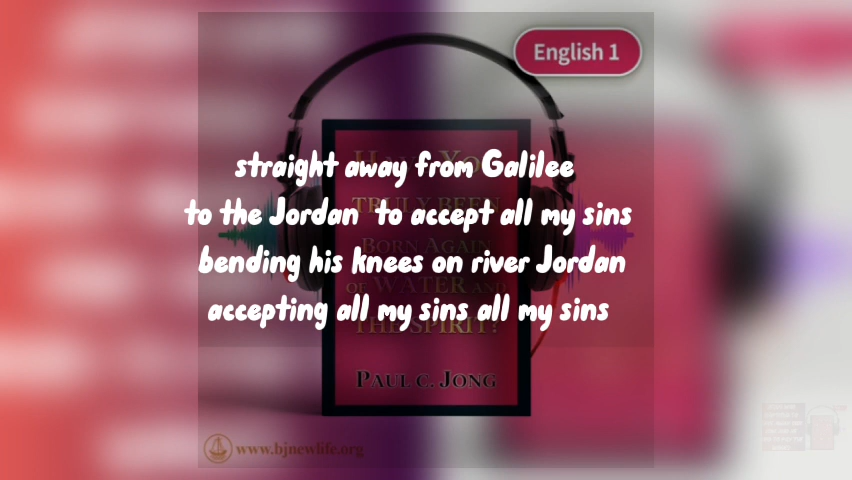 English 1
straight away from Galilee
to the Jordan to accept all my sins
bending his knees on river Jordan
accepting all my sins all my sins
TRULY BEEN
BORN AGAIN
OF WATER AND
THE SPIRIT?
PAUL C. JONG
www.bjnewlife.org